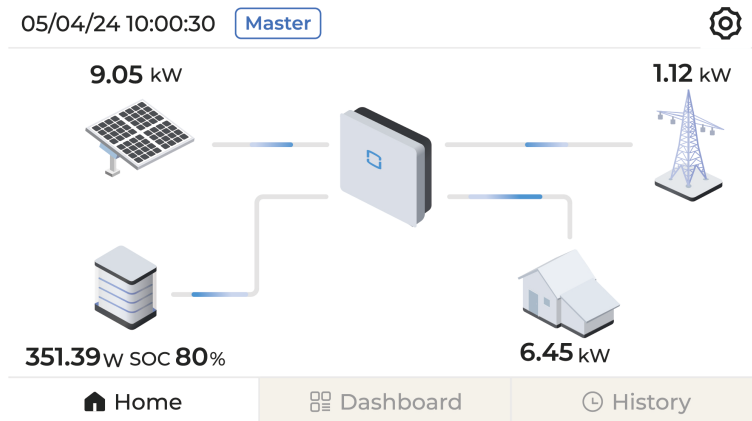 05/04/24 10:00:30 Master
9.05 kW
1.12 kW
351.39W SOC 80%
6.45 kW
Home
Dashboard
History